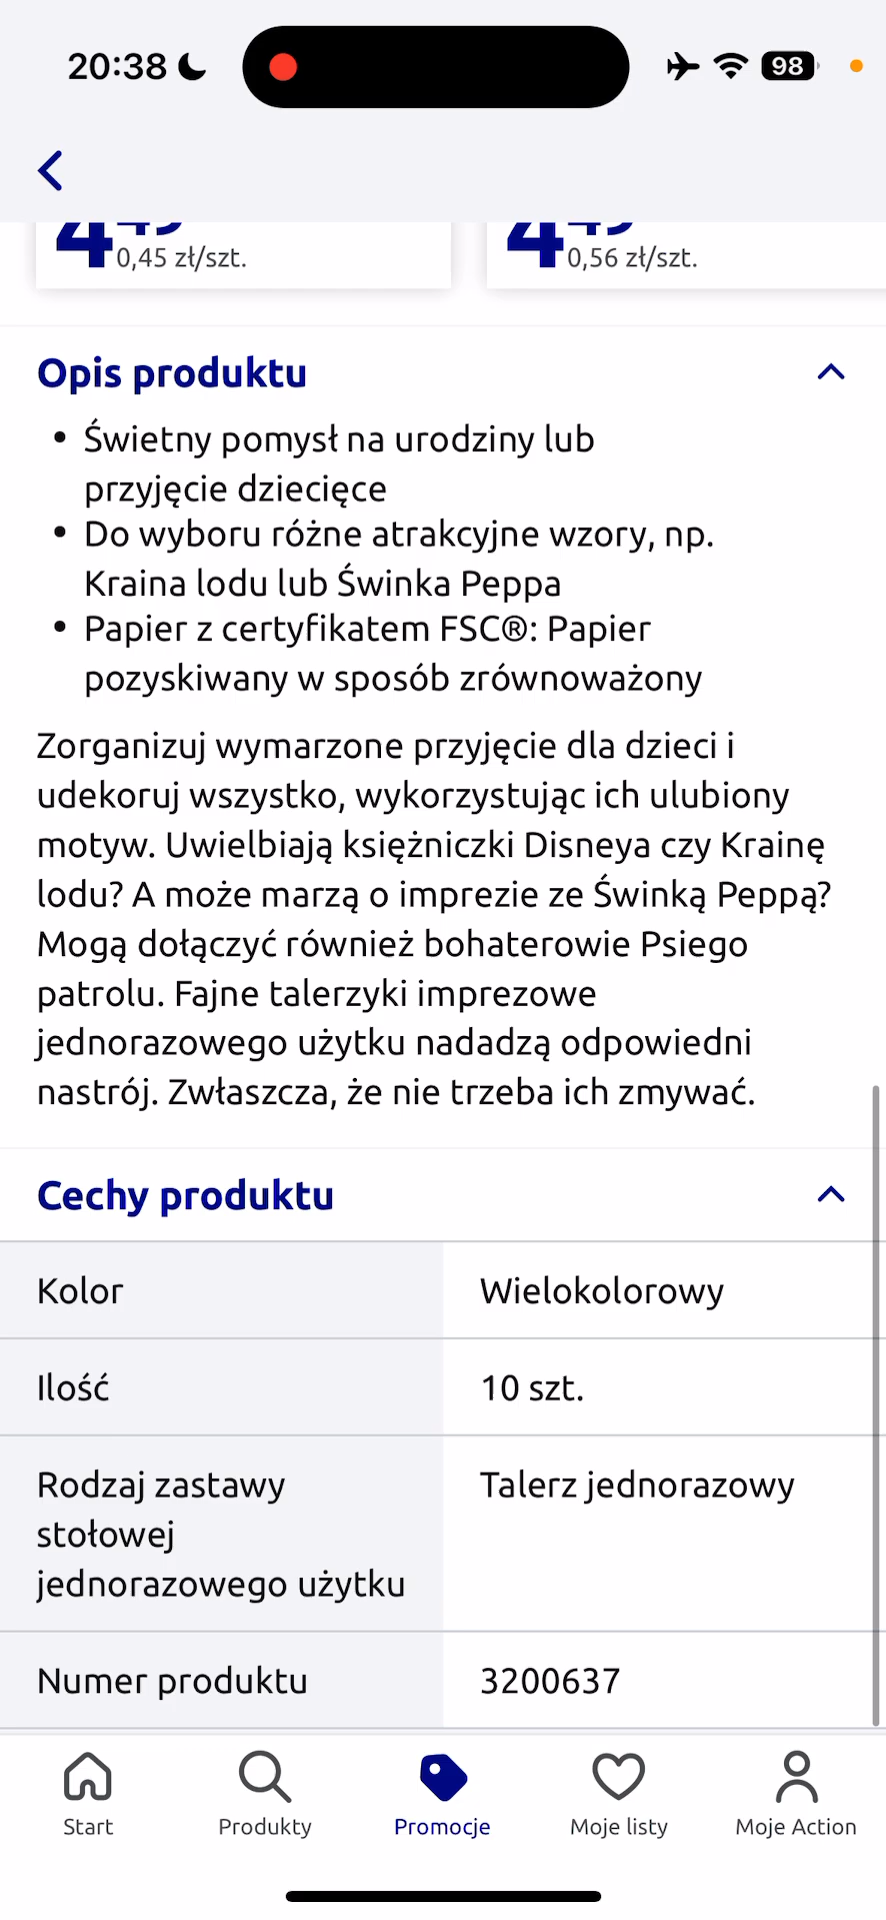 20:38
98
4
0,45 zł/szt.
4
0,56 zł/szt.
Opis produktu
• Świetny pomysł na urodziny lub
przyjęcie dziecięce
• Do wyboru różne atrakcyjne wzory, np.
Kraina lodu lub Świnka Peppa
• Papier z certyfikatem FSC®: Papier
pozyskiwany w sposób zrównoważony
Zorganizuj wymarzone przyjęcie dla dzieci i
udekoruj wszystko, wykorzystując ich ulubiony
motyw. Uwielbiają księżniczki Disneya czy Krainę
lodu? A może marzą o imprezie ze Świnką Peppą?
Mogą dołączyć również bohaterowie Psiego
patrolu. Fajne talerzyki imprezowe
jednorazowego użytku nadadzą odpowiedni
nastrój. Zwłaszcza, że nie trzeba ich zmywać.
Cechy produktu
Kolor Wielokolorowy
Ilość 10 szt.
Rodzaj zastawy Talerz jednorazowy
stołowej
jednorazowego użytku
Numer produktu 3200637
Start Produkty Promocje Moje listy Moje Action